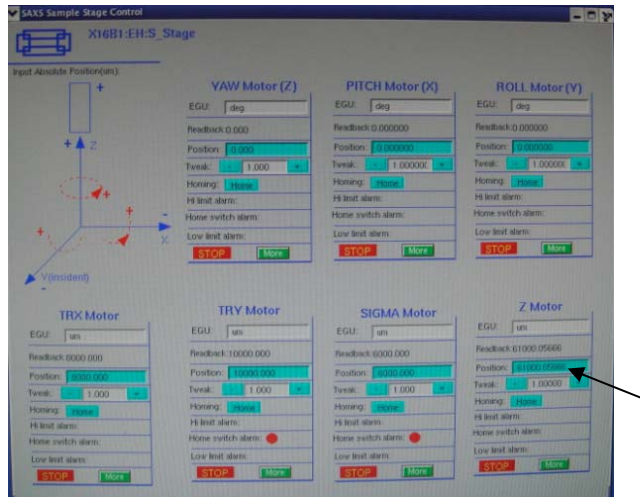 SAXS Sample Stage Control
X16B1:EH:S_Stage
Input Absolute Position(um):
+
+ Z
+
+
+
-
X
Y(insident)
-
YAW Motor (Z)
EGU: deg
Readback:0.000
Position: 0.000
Tweak: - 1.000 +
Homing: Home
Hi limit alarm:
Home switch alarm:
Low limit alarm:
STOP More
PITCH Motor (X)
EGU: deg
Readback:0.000000
Position: 0.000000
Tweak: - 1.00000( +
Homing: Home
Hi limit alarm:
Home switch alarm:
Low limit alarm:
STOP More
ROLL Motor (Y)
EGU: deg
Readback:0.000000
Position: 0.000000
Tweak: - 1.00000( +
Homing: Home
Hi limit alarm:
Home switch alarm:
Low limit alarm:
STOP More
TRX Motor
EGU: um
Readback:8000.000
Position: 8000.000
Tweak: - 1.000 +
Homing: Home
Hi limit alarm:
Home switch alarm:
Low limit alarm:
STOP More
TRY Motor
EGU: um
Readback:10000.000
Position: 10000.000
Tweak: - 1.000 +
Homing: Home
Hi limit alarm:
Home switch alarm:
Low limit alarm:
STOP More
SIGMA Motor
EGU: um
Readback:6000.000
Position: 6000.000
Tweak: - 1.000 +
Homing: Home
Hi limit alarm:
Home switch alarm:
Low limit alarm:
STOP More
Z Motor
EGU: um
Readback:61000.05666
Position: 61000.05666
Tweak: - 1.00000 +
Homing: Home
Hi limit alarm:
Home switch alarm:
Low limit alarm:
STOP More